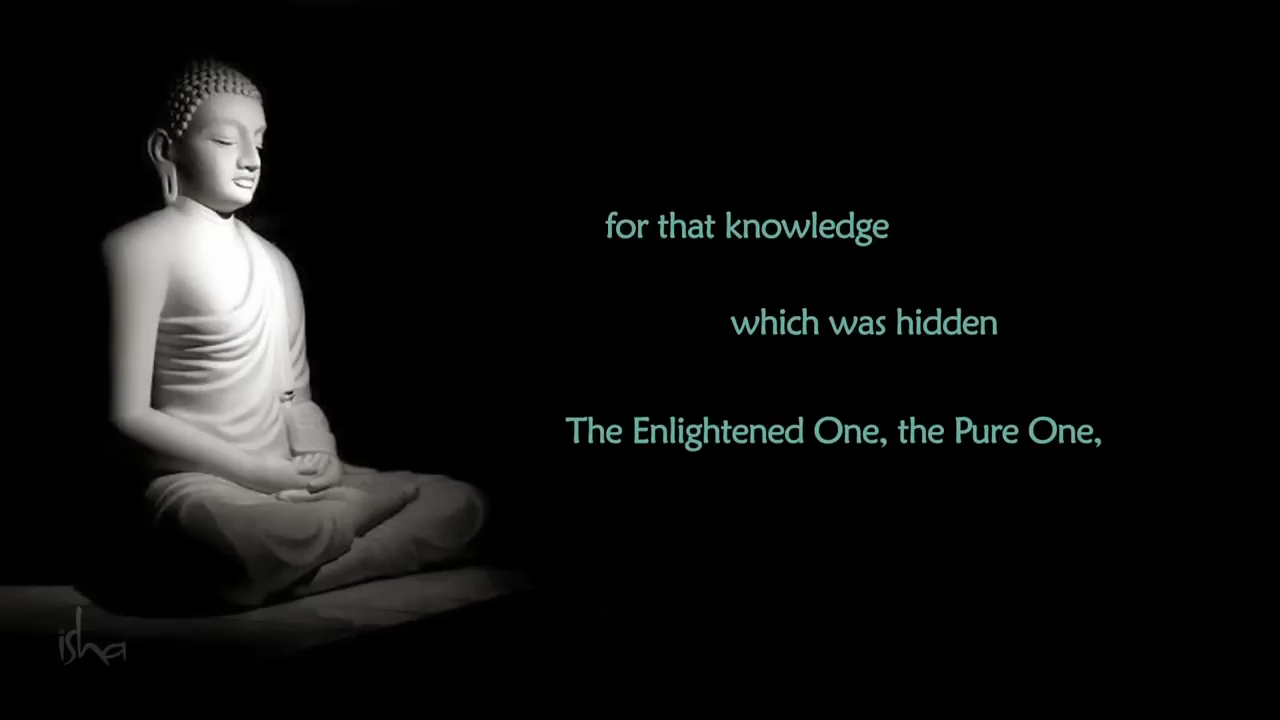 for that knowledge
which was hidden
The Enlightened One, the Pure One,
isha